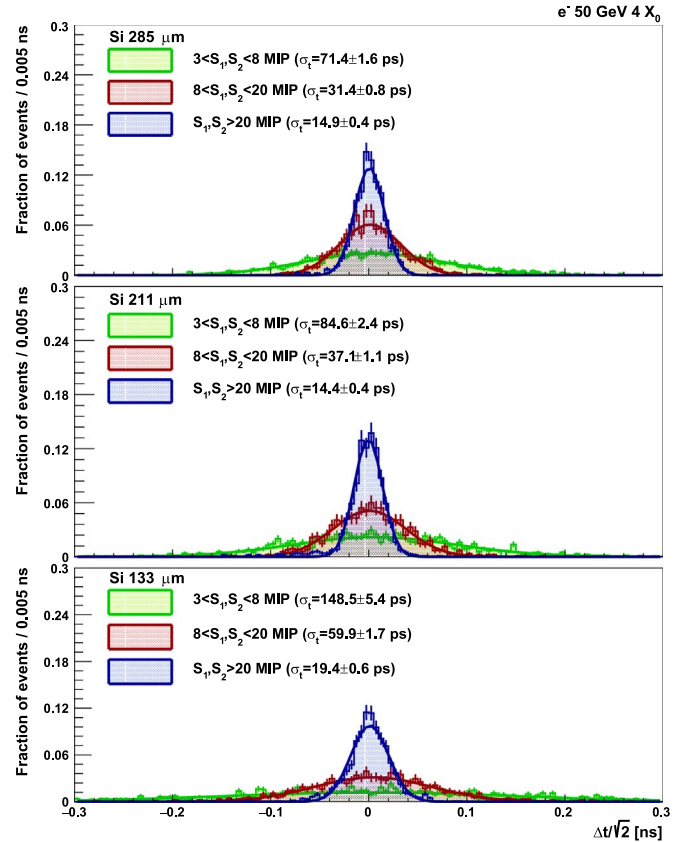 e⁻ 50 GeV 4 X₀
Si 285 μm
3<S₁,S₂<8 MIP (σₜ=71.4±1.6 ps)
8<S₁,S₂<20 MIP (σₜ=31.4±0.8 ps)
S₁,S₂>20 MIP (σₜ=14.9±0.4 ps)
Fraction of events / 0.005 ns
0.3
0.24
0.18
0.12
0.06
0
Si 211 μm
3<S₁,S₂<8 MIP (σₜ=84.6±2.4 ps)
8<S₁,S₂<20 MIP (σₜ=37.1±1.1 ps)
S₁,S₂>20 MIP (σₜ=14.4±0.4 ps)
Fraction of events / 0.005 ns
0.3
0.24
0.18
0.12
0.06
0
Si 133 μm
3<S₁,S₂<8 MIP (σₜ=148.5±5.4 ps)
8<S₁,S₂<20 MIP (σₜ=59.9±1.7 ps)
S₁,S₂>20 MIP (σₜ=19.4±0.6 ps)
Fraction of events / 0.005 ns
0.3
0.24
0.18
0.12
0.06
0
−0.3 −0.2 −0.1 0 0.1 0.2 0.3
Δt/√2 [ns]